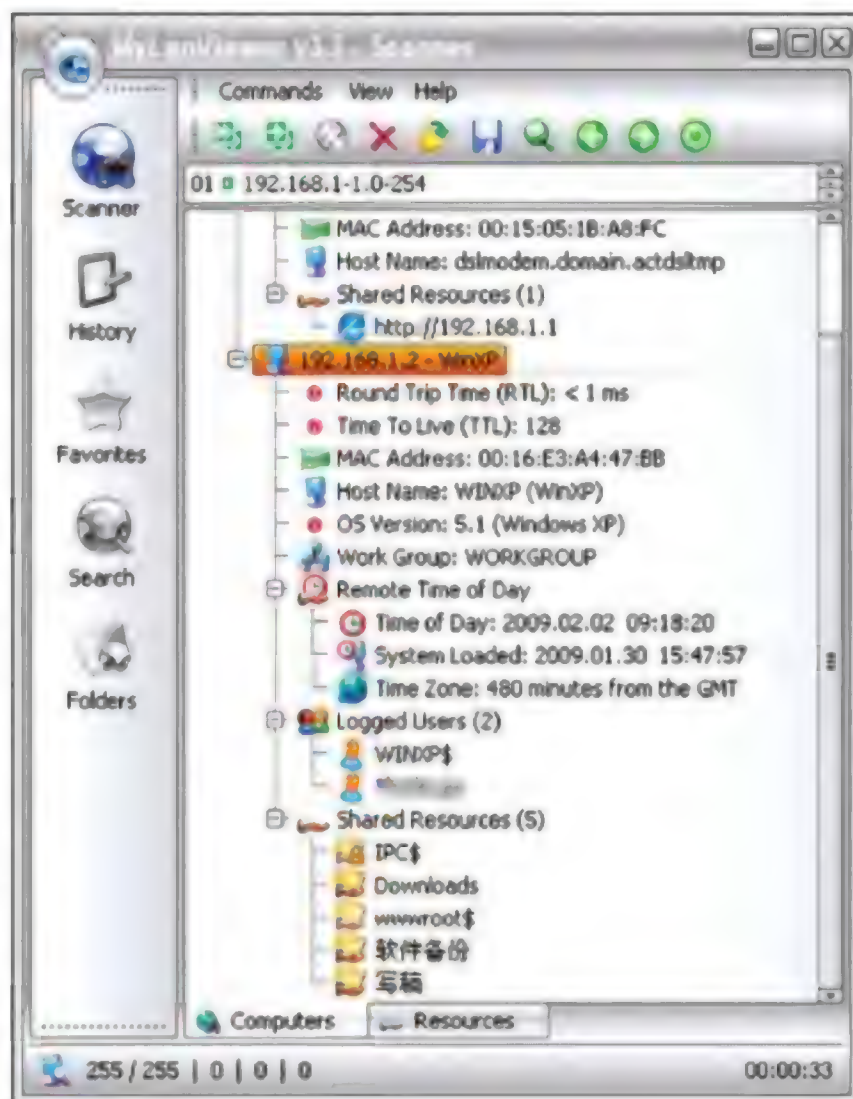 MyLanViewer v3.3 - Scanner
Commands View Help
01 192.168.1-1.0-254
Scanner
History
Favorites
Search
Folders
MAC Address: 00:15:05:1B:A8:FC
Host Name: dslmodem.domain.actdsltmp
Shared Resources (1)
http://192.168.1.1
192.168.1.2 - WinXP
Round Trip Time (RTL): < 1 ms
Time To Live (TTL): 128
MAC Address: 00:16:E3:A4:47:BB
Host Name: WINXP (WinXP)
OS Version: 5.1 (Windows XP)
Work Group: WORKGROUP
Remote Time of Day
Time of Day: 2009.02.02 09:18:20
System Loaded: 2009.01.30 15:47:57
Time Zone: 480 minutes from the GMT
Logged Users (2)
WINXP$
Shared Resources (5)
IPC$
Downloads
wwwroot$
软件备份
写稿
Computers
Resources
255 / 255 | 0 | 0 | 0
00:00:33